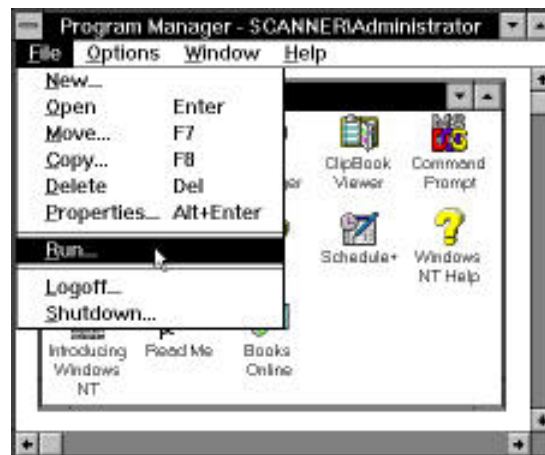 Program Manager - SCANNER\Administrator
File Options Window Help
New...
Open Enter
Move... F7
Copy... F8
Delete Del
Properties... Alt+Enter
Run...
Logoff...
Shutdown...
ClipBook Viewer
Command Prompt
Schedule+
Windows NT Help
Introducing Windows NT
Read Me
Books Online